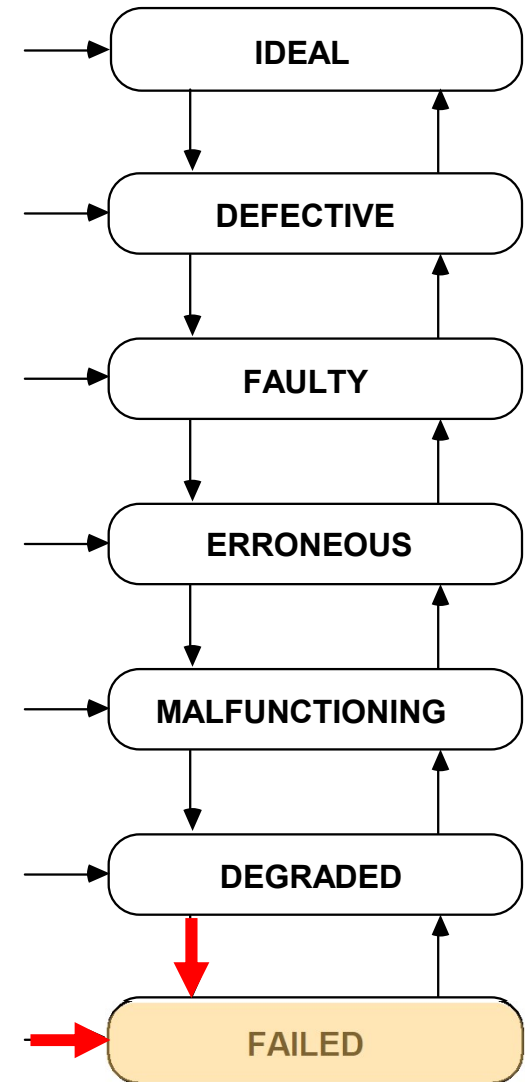 IDEAL
DEFECTIVE
FAULTY
ERRONEOUS
MALFUNCTIONING
DEGRADED
FAILED